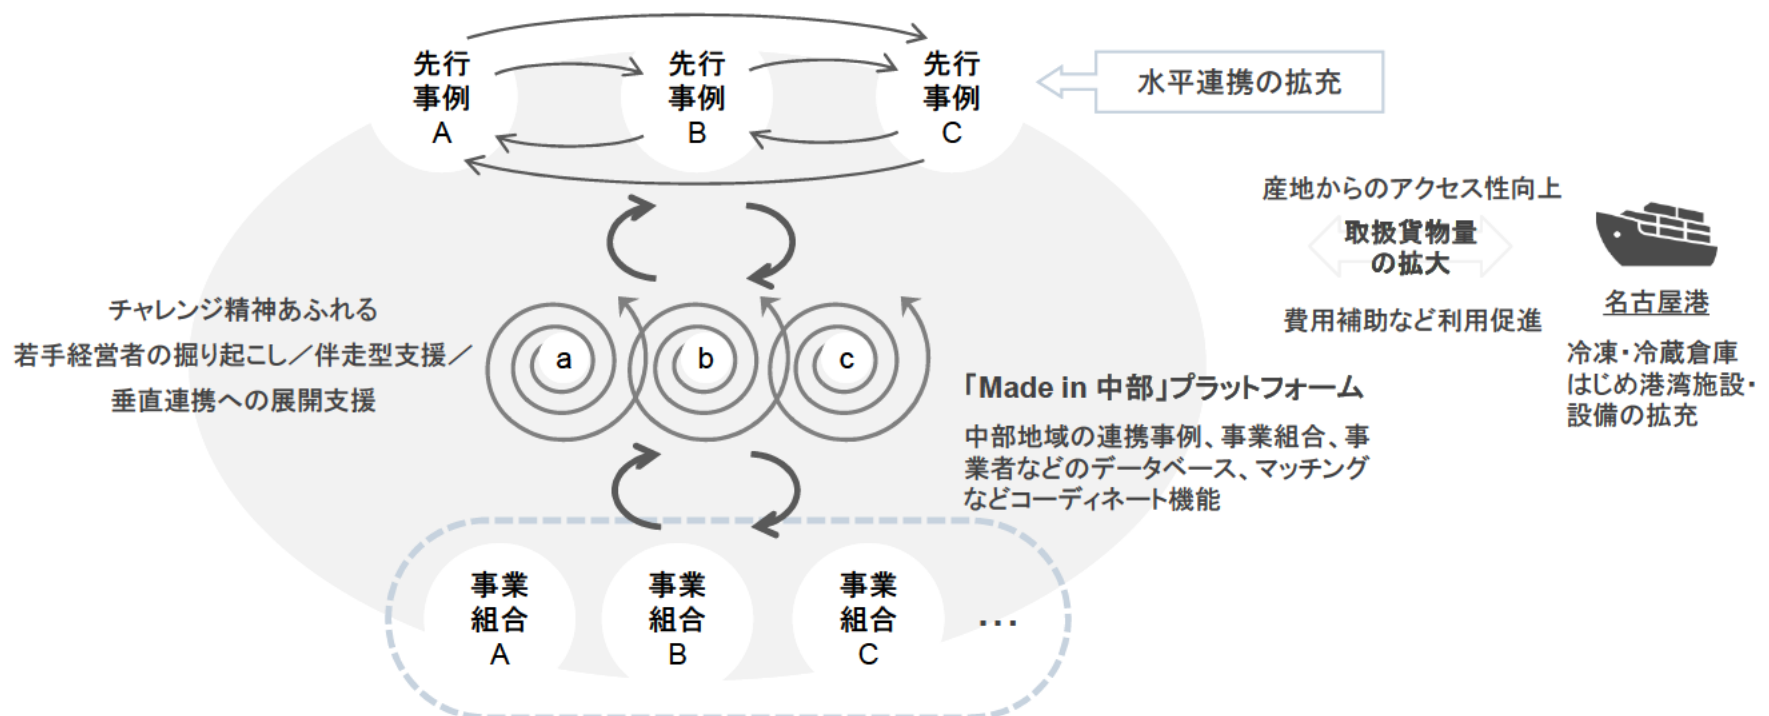 先行
事例
A
先行
事例
B
先行
事例
C
水平連携の拡充
産地からのアクセス性向上
取扱貨物量
の拡大
費用補助など利用促進
名古屋港
冷凍・冷蔵倉庫
はじめ港湾施設・
設備の拡充
チャレンジ精神あふれる
若手経営者の掘り起こし／伴走型支援／
垂直連携への展開支援
a
b
c
「Made in 中部」プラットフォーム
中部地域の連携事例、事業組合、事
業者などのデータベース、マッチング
などコーディネート機能
事業
組合
A
事業
組合
B
事業
組合
C
…